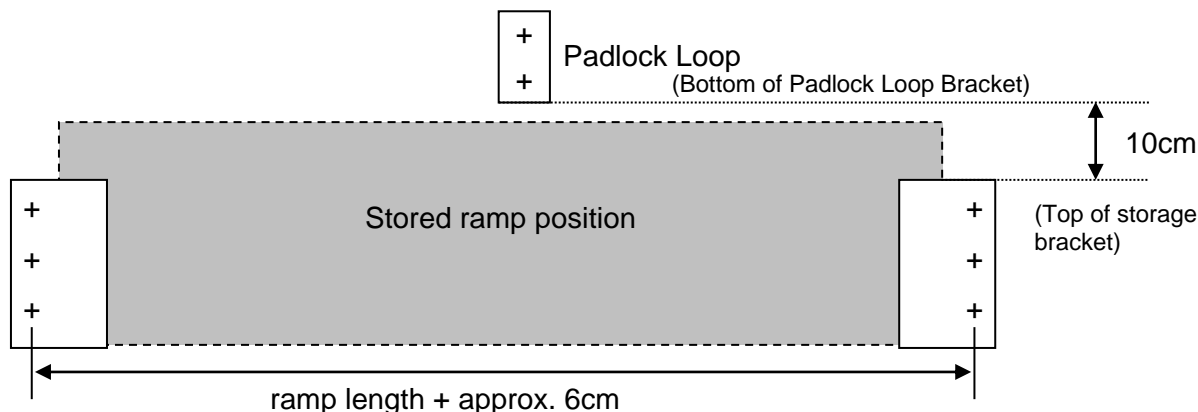 Padlock Loop
(Bottom of Padlock Loop Bracket)
10cm
Stored ramp position
(Top of storage
bracket)
ramp length + approx. 6cm